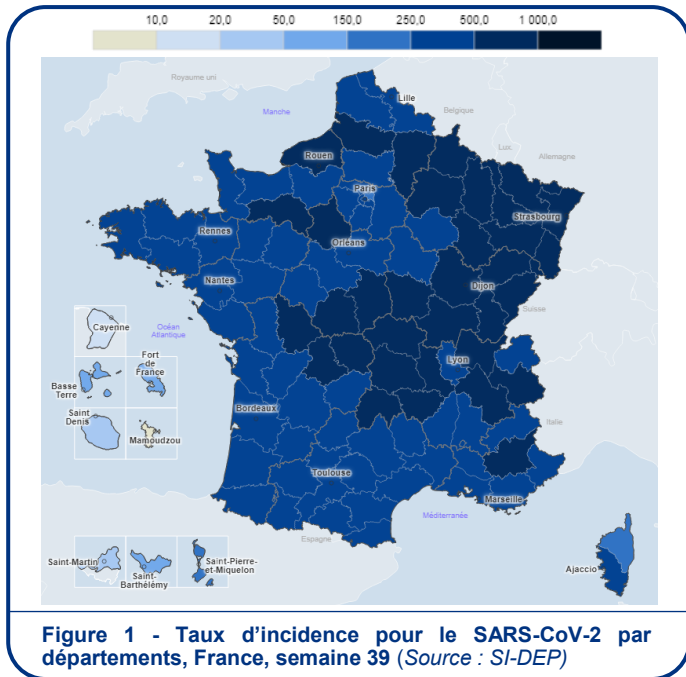 10,0 20,0 50,0 150,0 250,0 500,0 1 000,0
Royaume uni
Lille
Manche
Belgique
Lux.
Rouen
Allemagne
Paris
Strasbourg
Rennes
Orléans
Nantes
Dijon
Suisse
Cayenne
Océan
Atlantique
Fort
de
France
Lyon
Basse
Terre
Bordeaux
Saint
Denis
Mamoudzou
Italie
Toulouse
Marseille
Méditerranée
Espagne
Saint-Martin
Saint-
Barthélémy
Saint-Pierre-
et-Miquelon
Ajaccio
Figure 1 - Taux d’incidence pour le SARS-CoV-2 par
départements, France, semaine 39 (Source : SI-DEP)